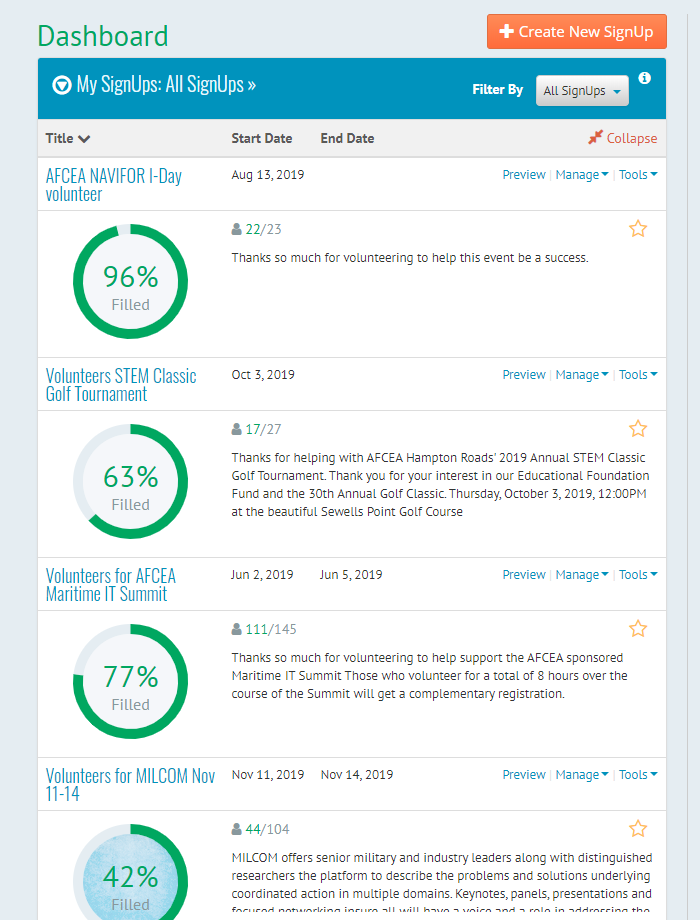 Dashboard
Create New SignUp
My SignUps: All SignUps »
Filter By
All SignUps
Title
Start Date
End Date
Collapse
AFCEA NAVIFOR I-Day
volunteer
Aug 13, 2019
Preview | Manage | Tools
22/23
96%
Filled
Thanks so much for volunteering to help this event be a success.
Volunteers STEM Classic
Golf Tournament
Oct 3, 2019
Preview | Manage | Tools
17/27
63%
Filled
Thanks for helping with AFCEA Hampton Roads' 2019 Annual STEM Classic
Golf Tournament. Thank you for your interest in our Educational Foundation
Fund and the 30th Annual Golf Classic. Thursday, October 3, 2019, 12:00PM
at the beautiful Sewells Point Golf Course
Volunteers for AFCEA
Maritime IT Summit
Jun 2, 2019
Jun 5, 2019
Preview | Manage | Tools
111/145
77%
Filled
Thanks so much for volunteering to help support the AFCEA sponsored
Maritime IT Summit Those who volunteer for a total of 8 hours over the
course of the Summit will get a complementary registration.
Volunteers for MILCOM Nov
11-14
Nov 11, 2019
Nov 14, 2019
Preview | Manage | Tools
44/104
42%
Filled
MILCOM offers senior military and industry leaders along with distinguished
researchers the platform to describe the problems and solutions underlying
coordinated action in multiple domains. Keynotes, panels, presentations and
focused networking insure all will have a voice and a role in addressing the